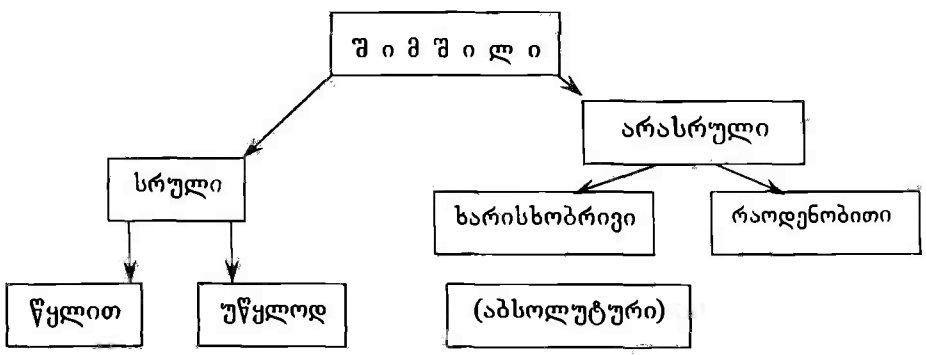 შ ი მ შ ი ლ ი
არასრული
სრული
ხარისხობრივი
რაოდენობითი
წყლით
უწყლოდ
(აბსოლუტური)